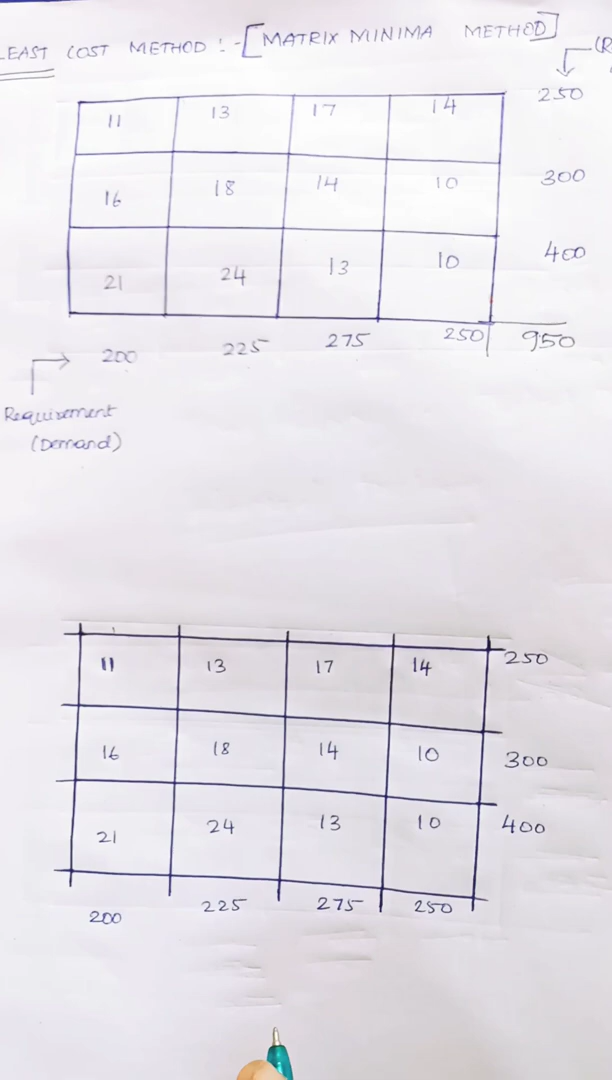 LEAST COST METHOD :- [MATRIX MINIMA METHOD]
11 13 17 14 250
16 18 14 10 300
21 24 13 10 400
200 225 275 250 950
Requirement
(Demand)
11 13 17 14 250
16 18 14 10 300
21 24 13 10 400
200 225 275 250